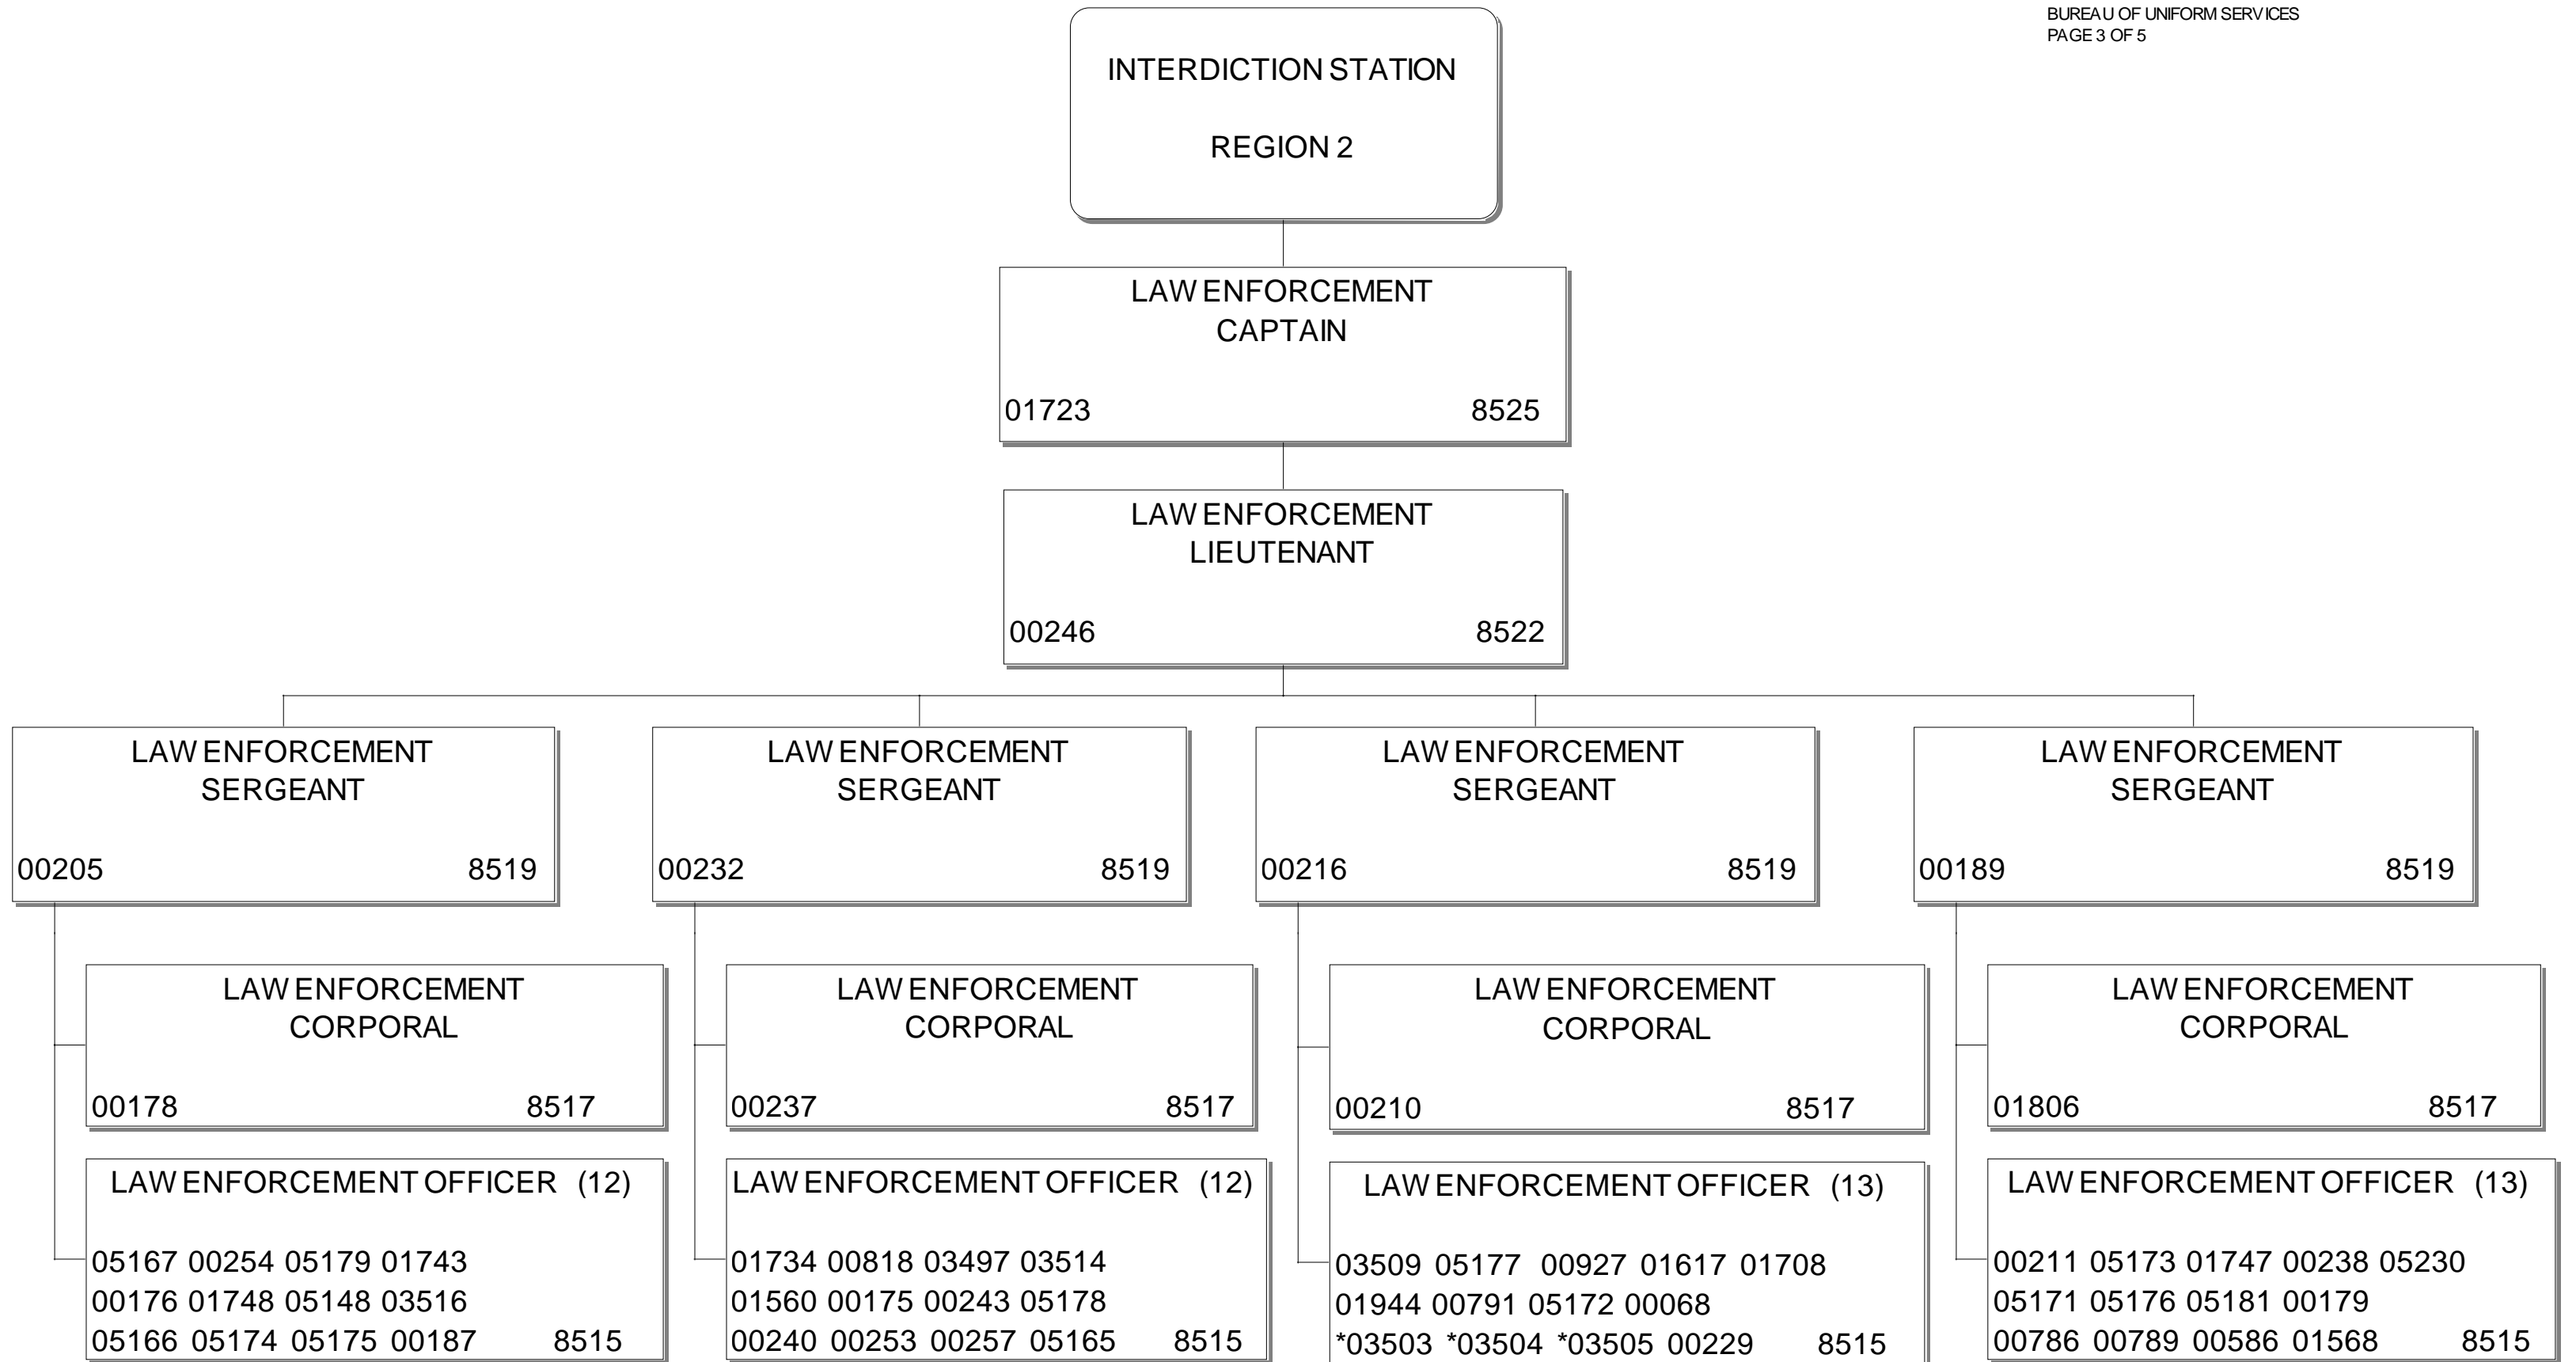 BUREAU OF UNIFORM SERVICES
PAGE 3 OF 5
INTERDICTION STATION
REGION 2
LAW ENFORCEMENT
CAPTAIN
01723 8525
LAW ENFORCEMENT
LIEUTENANT
00246 8522
LAW ENFORCEMENT
SERGEANT
00205 8519
LAW ENFORCEMENT
SERGEANT
00232 8519
LAW ENFORCEMENT
SERGEANT
00216 8519
LAW ENFORCEMENT
SERGEANT
00189 8519
LAW ENFORCEMENT
CORPORAL
00178 8517
LAW ENFORCEMENT
CORPORAL
00237 8517
LAW ENFORCEMENT
CORPORAL
00210 8517
LAW ENFORCEMENT
CORPORAL
01806 8517
LAW ENFORCEMENT OFFICER (12)
05167 00254 05179 01743
00176 01748 05148 03516
05166 05174 05175 00187 8515
LAW ENFORCEMENT OFFICER (12)
01734 00818 03497 03514
01560 00175 00243 05178
00240 00253 00257 05165 8515
LAW ENFORCEMENT OFFICER (13)
03509 05177 00927 01617 01708
01944 00791 05172 00068
*03503 *03504 *03505 00229 8515
LAW ENFORCEMENT OFFICER (13)
00211 05173 01747 00238 05230
05171 05176 05181 00179
00786 00789 00586 01568 8515